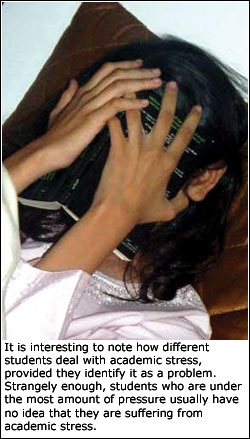 It is interesting to note how different
students deal with academic stress,
provided they identify it as a problem.
Strangely enough, students who are under
the most amount of pressure usually have
no idea that they are suffering from
academic stress.